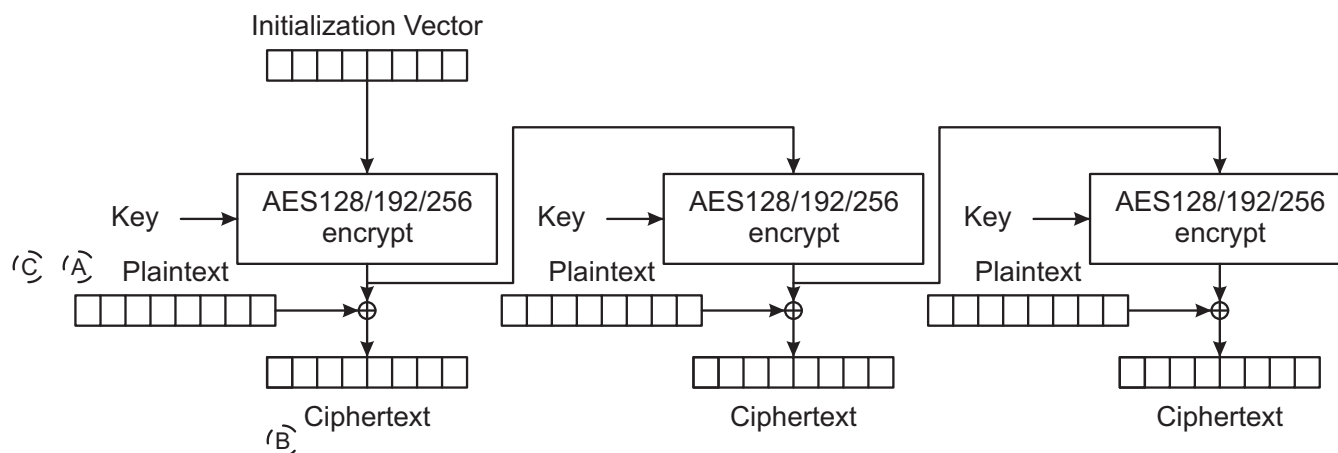 Initialization Vector
Key
AES128/192/256
encrypt
Key
AES128/192/256
encrypt
Key
AES128/192/256
encrypt
C
A
Plaintext
Plaintext
Plaintext
Ciphertext
Ciphertext
Ciphertext
B